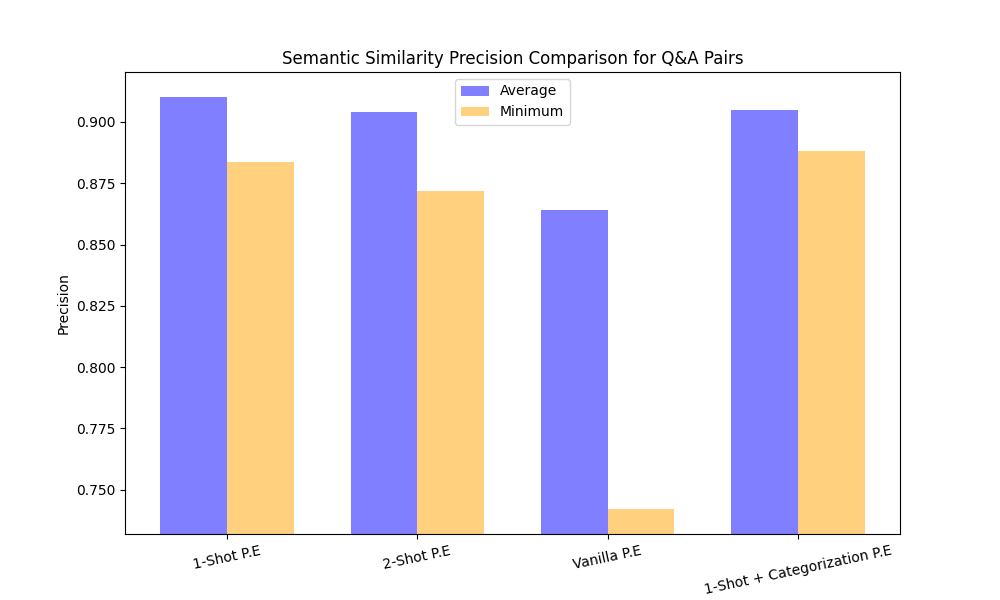 Semantic Similarity Precision Comparison for Q&A Pairs
Average
Minimum
Precision
0.900
0.875
0.850
0.825
0.800
0.775
0.750
1-Shot P.E
2-Shot P.E
Vanilla P.E
1-Shot + Categorization P.E